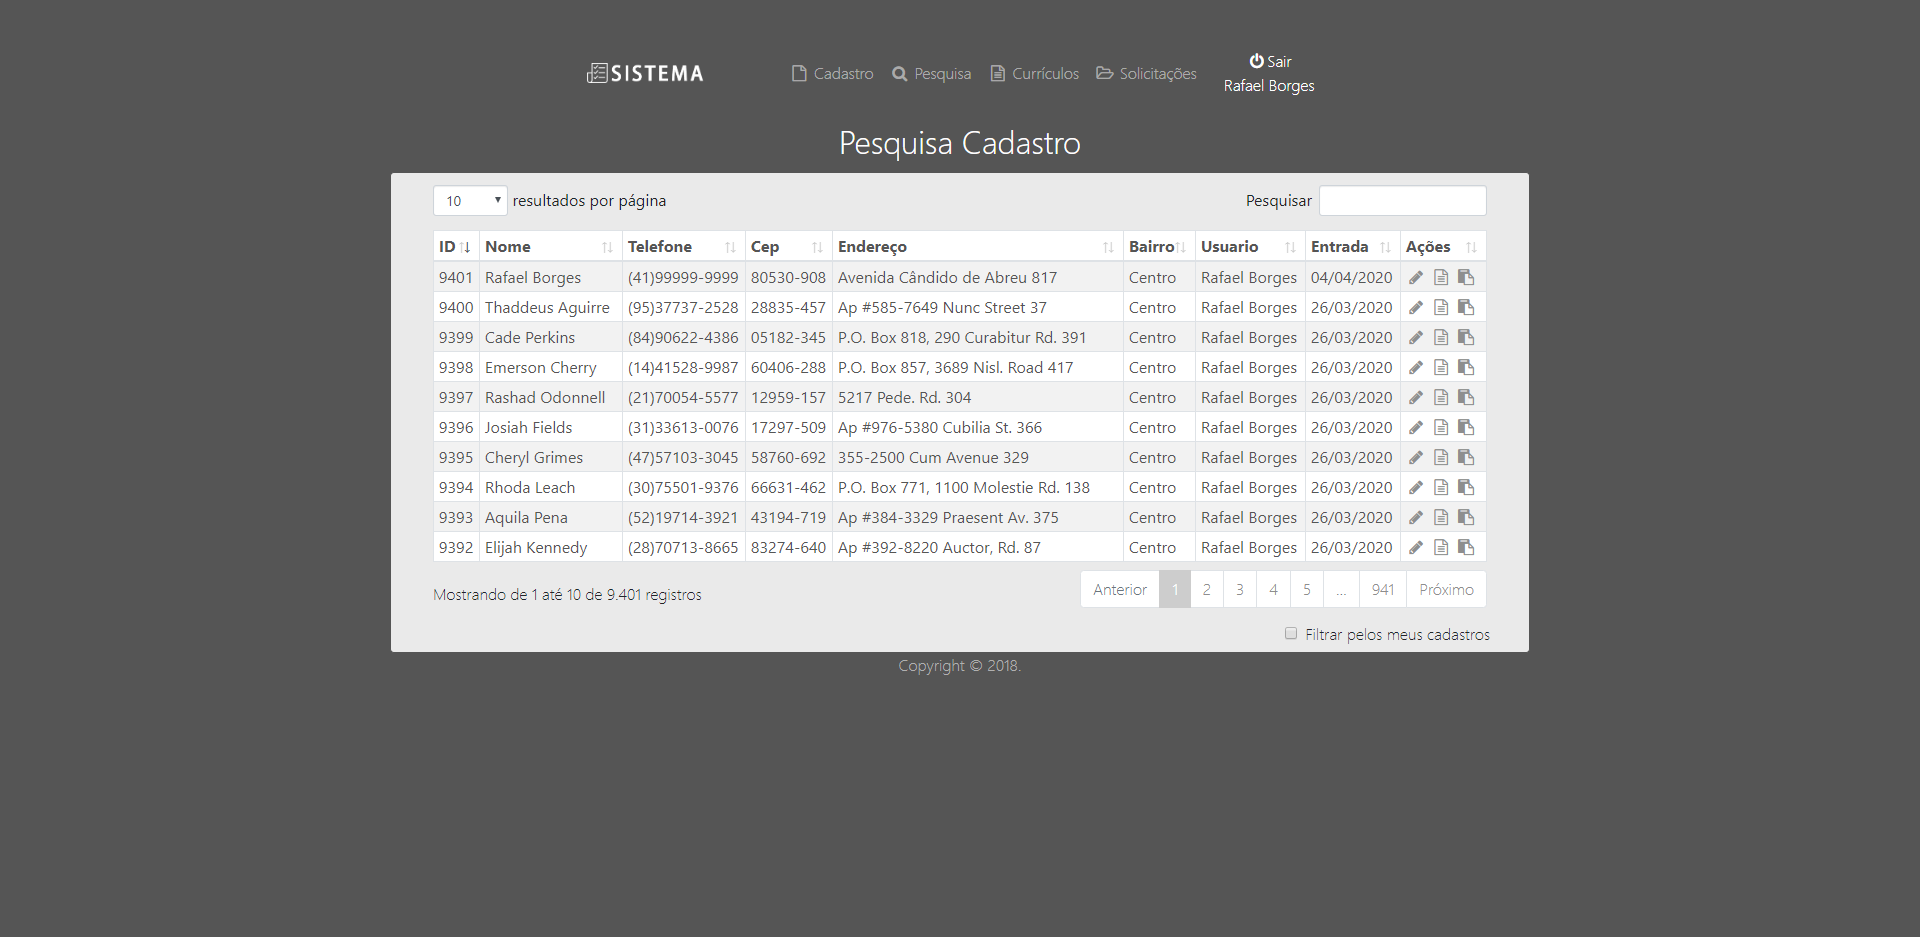 SISTEMA Cadastro Pesquisa Currículos Solicitações Sair
Rafael Borges
Pesquisa Cadastro
10 resultados por página Pesquisar
ID Nome Telefone Cep Endereço Bairro Usuario Entrada Ações
9401 Rafael Borges (41)99999-9999 80530-908 Avenida Cândido de Abreu 817 Centro Rafael Borges 04/04/2020
9400 Thaddeus Aguirre (95)37737-2528 28835-457 Ap #585-7649 Nunc Street 37 Centro Rafael Borges 26/03/2020
9399 Cade Perkins (84)90622-4386 05182-345 P.O. Box 818, 290 Curabitur Rd. 391 Centro Rafael Borges 26/03/2020
9398 Emerson Cherry (14)41528-9987 60406-288 P.O. Box 857, 3689 Nisl. Road 417 Centro Rafael Borges 26/03/2020
9397 Rashad Odonnell (21)70054-5577 12959-157 5217 Pede. Rd. 304 Centro Rafael Borges 26/03/2020
9396 Josiah Fields (31)33613-0076 17297-509 Ap #976-5380 Cubilia St. 366 Centro Rafael Borges 26/03/2020
9395 Cheryl Grimes (47)57103-3045 58760-692 355-2500 Cum Avenue 329 Centro Rafael Borges 26/03/2020
9394 Rhoda Leach (30)75501-9376 66631-462 P.O. Box 771, 1100 Molestie Rd. 138 Centro Rafael Borges 26/03/2020
9393 Aquila Pena (52)19714-3921 43194-719 Ap #384-3329 Praesent Av. 375 Centro Rafael Borges 26/03/2020
9392 Elijah Kennedy (28)70713-8665 83274-640 Ap #392-8220 Auctor, Rd. 87 Centro Rafael Borges 26/03/2020
Mostrando de 1 até 10 de 9.401 registros Anterior 1 2 3 4 5 ... 941 Próximo
Filtrar pelos meus cadastros
Copyright © 2018.